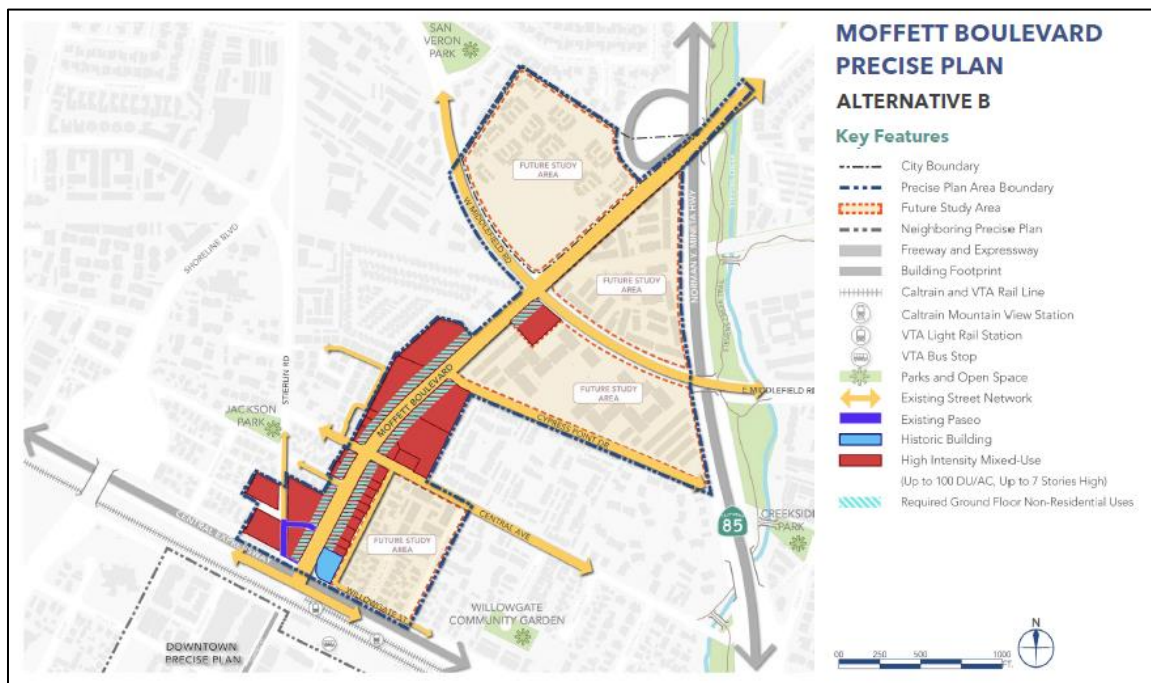 MOFFETT BOULEVARD
PRECISE PLAN
ALTERNATIVE B
Key Features
City Boundary
Precise Plan Area Boundary
Future Study Area
Neighboring Precise Plan
Freeway and Expressway
Building Footprint
Caltrain and VTA Rail Line
Caltrain Mountain View Station
VTA Light Rail Station
VTA Bus Stop
Parks and Open Space
Existing Street Network
Existing Paseo
Historic Building
High Intensity Mixed-Use
(Up to 100 DU/AC, Up to 7 Stories High)
Required Ground Floor Non-Residential Uses
N
00 250 500 1000
FT.
SAN
VERON
PARK
FUTURE STUDY
AREA
W MIDDLEFIELD RD
SHORELINE BLVD
NORMAN Y. MINETA HWY
FUTURE STUDY
AREA
STIERLIN RD
MOFFETT BOULEVARD
FUTURE STUDY
AREA
E MIDDLEFIELD RD
JACKSON
PARK
CYPRESS POINT DR
CENTRAL AVE
85
CREEKSIDE
PARK
CENTRAL EXPRESSWAY
FUTURE STUDY
AREA
WILLOWGATE ST
WILLOWGATE
COMMUNITY GARDEN
DOWNTOWN
PRECISE PLAN